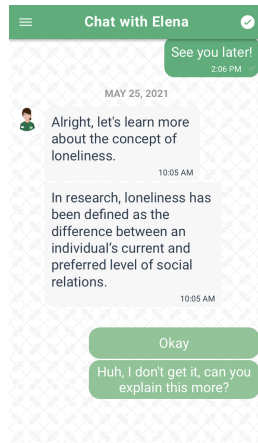 Chat with Elena
See you later!
2:06 PM
MAY 25, 2021
Alright, let's learn more
about the concept of
loneliness.
10:05 AM
In research, loneliness has
been defined as the
difference between an
individual's current and
preferred level of social
relations.
10:05 AM
Okay
Huh, I don't get it, can you
explain this more?